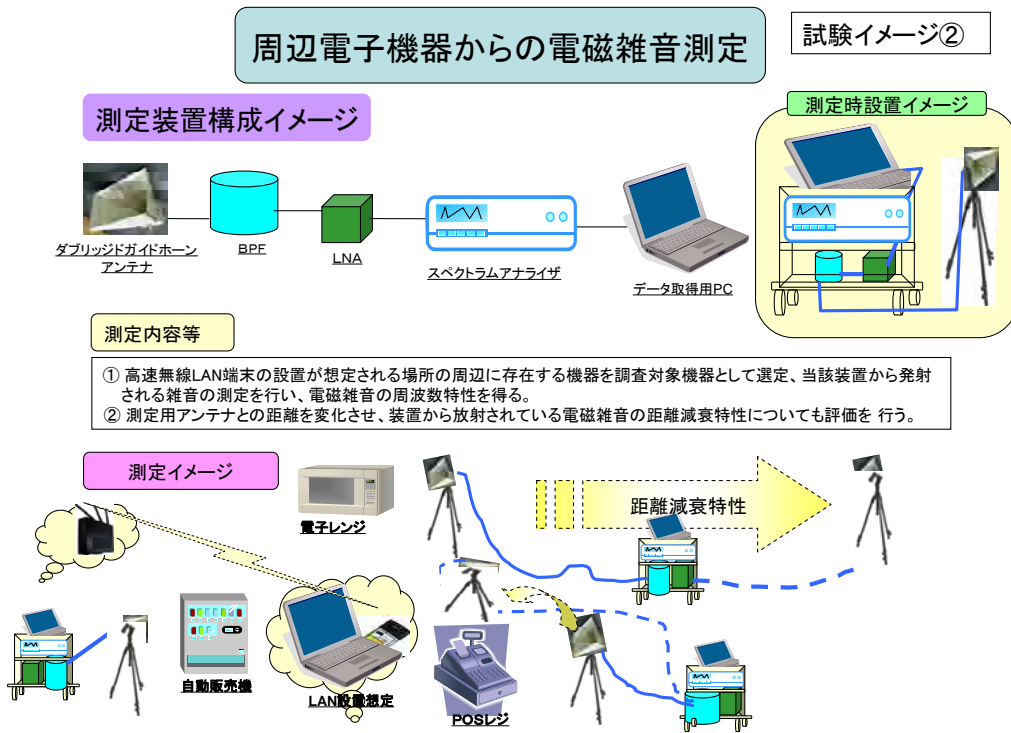 周辺電子機器からの電磁雑音測定
試験イメージ②
測定装置構成イメージ
測定時設置イメージ
ダブリッジドガイドホーン
アンテナ
BPF
LNA
スペクトラムアナライザ
データ取得用PC
測定内容等
① 高速無線LAN端末の設置が想定される場所の周辺に存在する機器を調査対象機器として選定、当該装置から発射
される雑音の測定を行い、電磁雑音の周波数特性を得る。
② 測定用アンテナとの距離を変化させ、装置から放射されている電磁雑音の距離減衰特性についても評価を 行う。
測定イメージ
電子レンジ
距離減衰特性
自動販売機
LAN設置想定
POSレジ